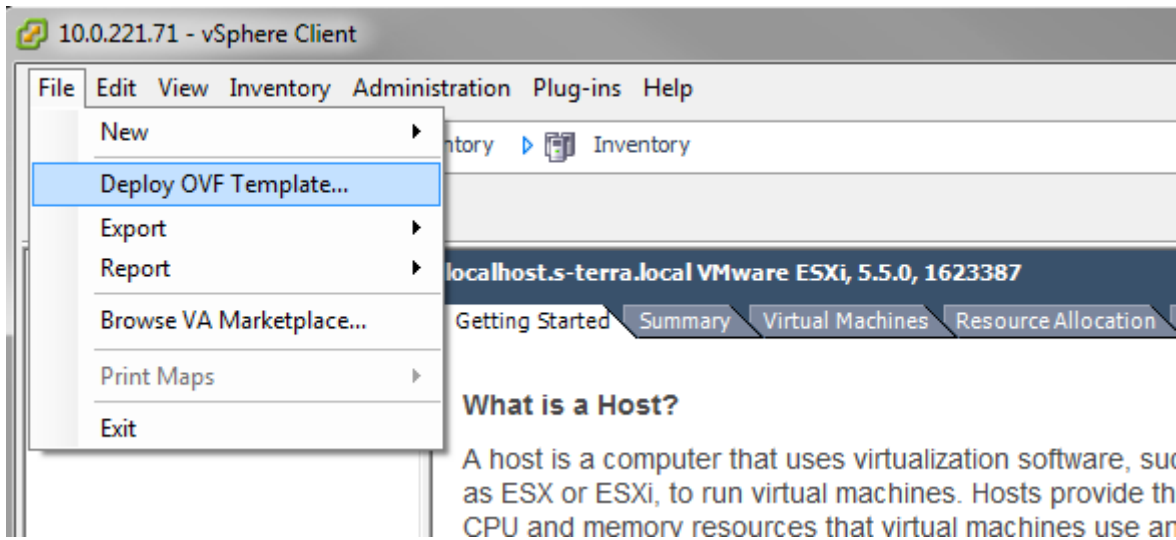 10.0.221.71 - vSphere Client
File Edit View Inventory Administration Plug-ins Help
New
Inventory
Deploy OVF Template...
Export
Report
localhost.s-terra.local VMware ESXi, 5.5.0, 1623387
Browse VA Marketplace...
Getting Started Summary Virtual Machines Resource Allocation
Print Maps
What is a Host?
Exit
A host is a computer that uses virtualization software,
as ESX or ESXi, to run virtual machines. Hosts provide
CPU and memory resources that virtual machines use